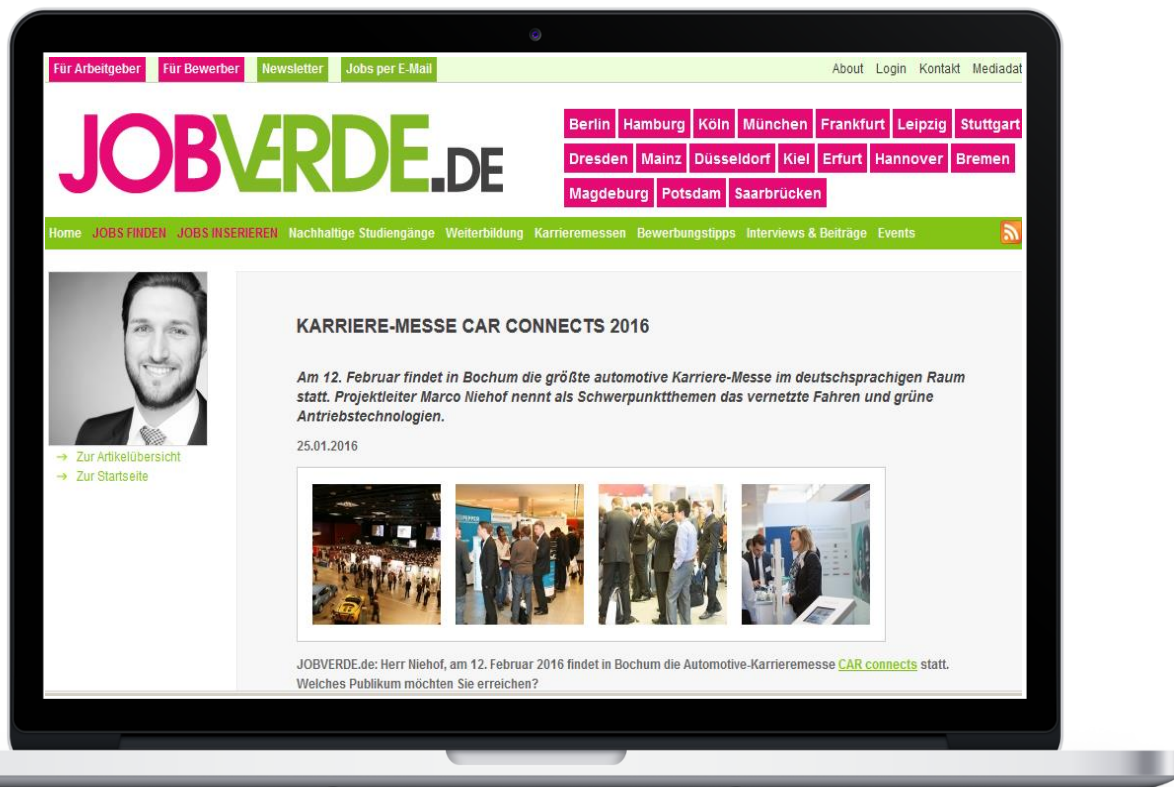 Für Arbeitgeber Für Bewerber Newsletter Jobs per E-Mail About Login Kontakt Mediadat
JOBVERDE.DE
Berlin Hamburg Köln München Frankfurt Leipzig Stuttgart
Dresden Mainz Düsseldorf Kiel Erfurt Hannover Bremen
Magdeburg Potsdam Saarbrücken
Home JOBS FINDEN JOBS INSERIEREN Nachhaltige Studiengänge Weiterbildung Karrieremessen Bewerbungstipps Interviews & Beiträge Events
→ Zur Artikelübersicht
→ Zur Startseite
KARRIERE-MESSE CAR CONNECTS 2016
Am 12. Februar findet in Bochum die größte automotive Karriere-Messe im deutschsprachigen Raum
statt. Projektleiter Marco Niehof nennt als Schwerpunktthemen das vernetzte Fahren und grüne
Antriebstechnologien.
25.01.2016
JOBVERDE.de: Herr Niehof, am 12. Februar 2016 findet in Bochum die Automotive-Karrieremesse CAR connects statt.
Welches Publikum möchten Sie erreichen?